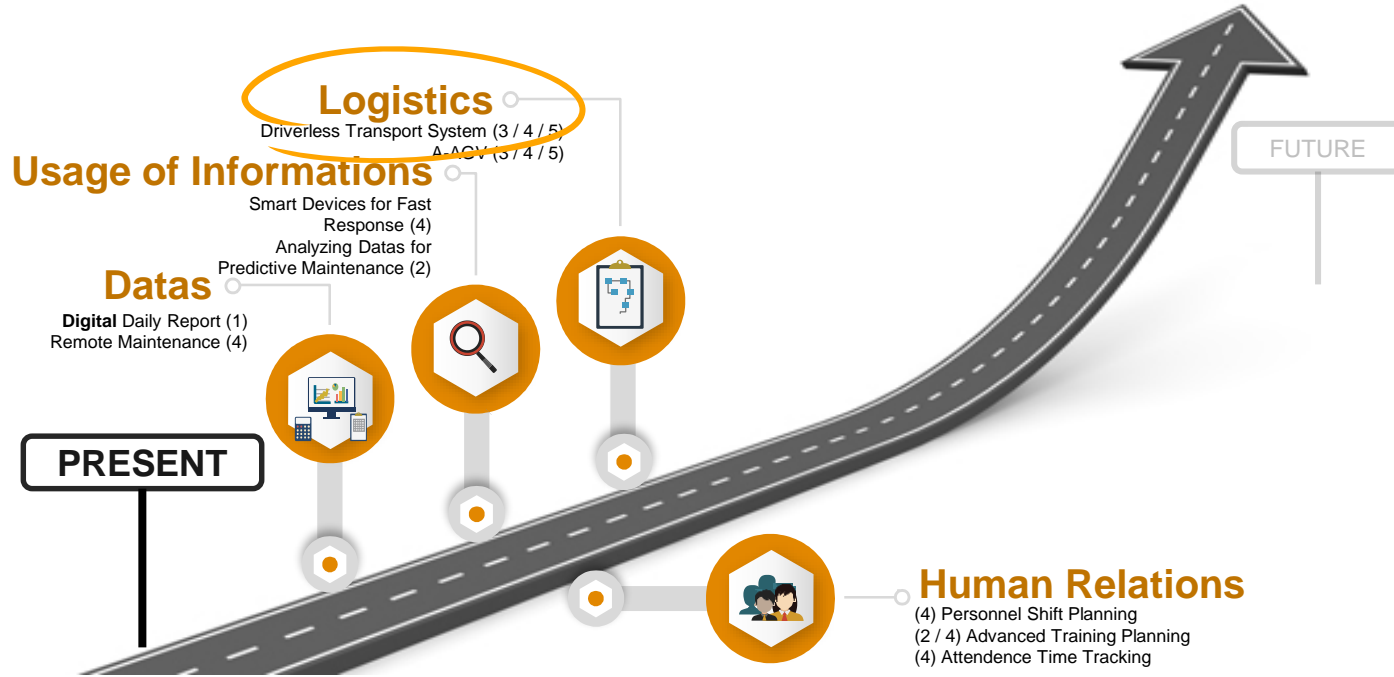 Logistics
Driverless Transport System (3 / 4 / 5)
A-AGV (3 / 4 / 5)
Usage of Informations
Smart Devices for Fast
Response (4)
Analyzing Datas for
Predictive Maintenance (2)
Datas
Digital Daily Report (1)
Remote Maintenance (4)
PRESENT
FUTURE
Human Relations
(4) Personnel Shift Planning
(2 / 4) Advanced Training Planning
(4) Attendence Time Tracking